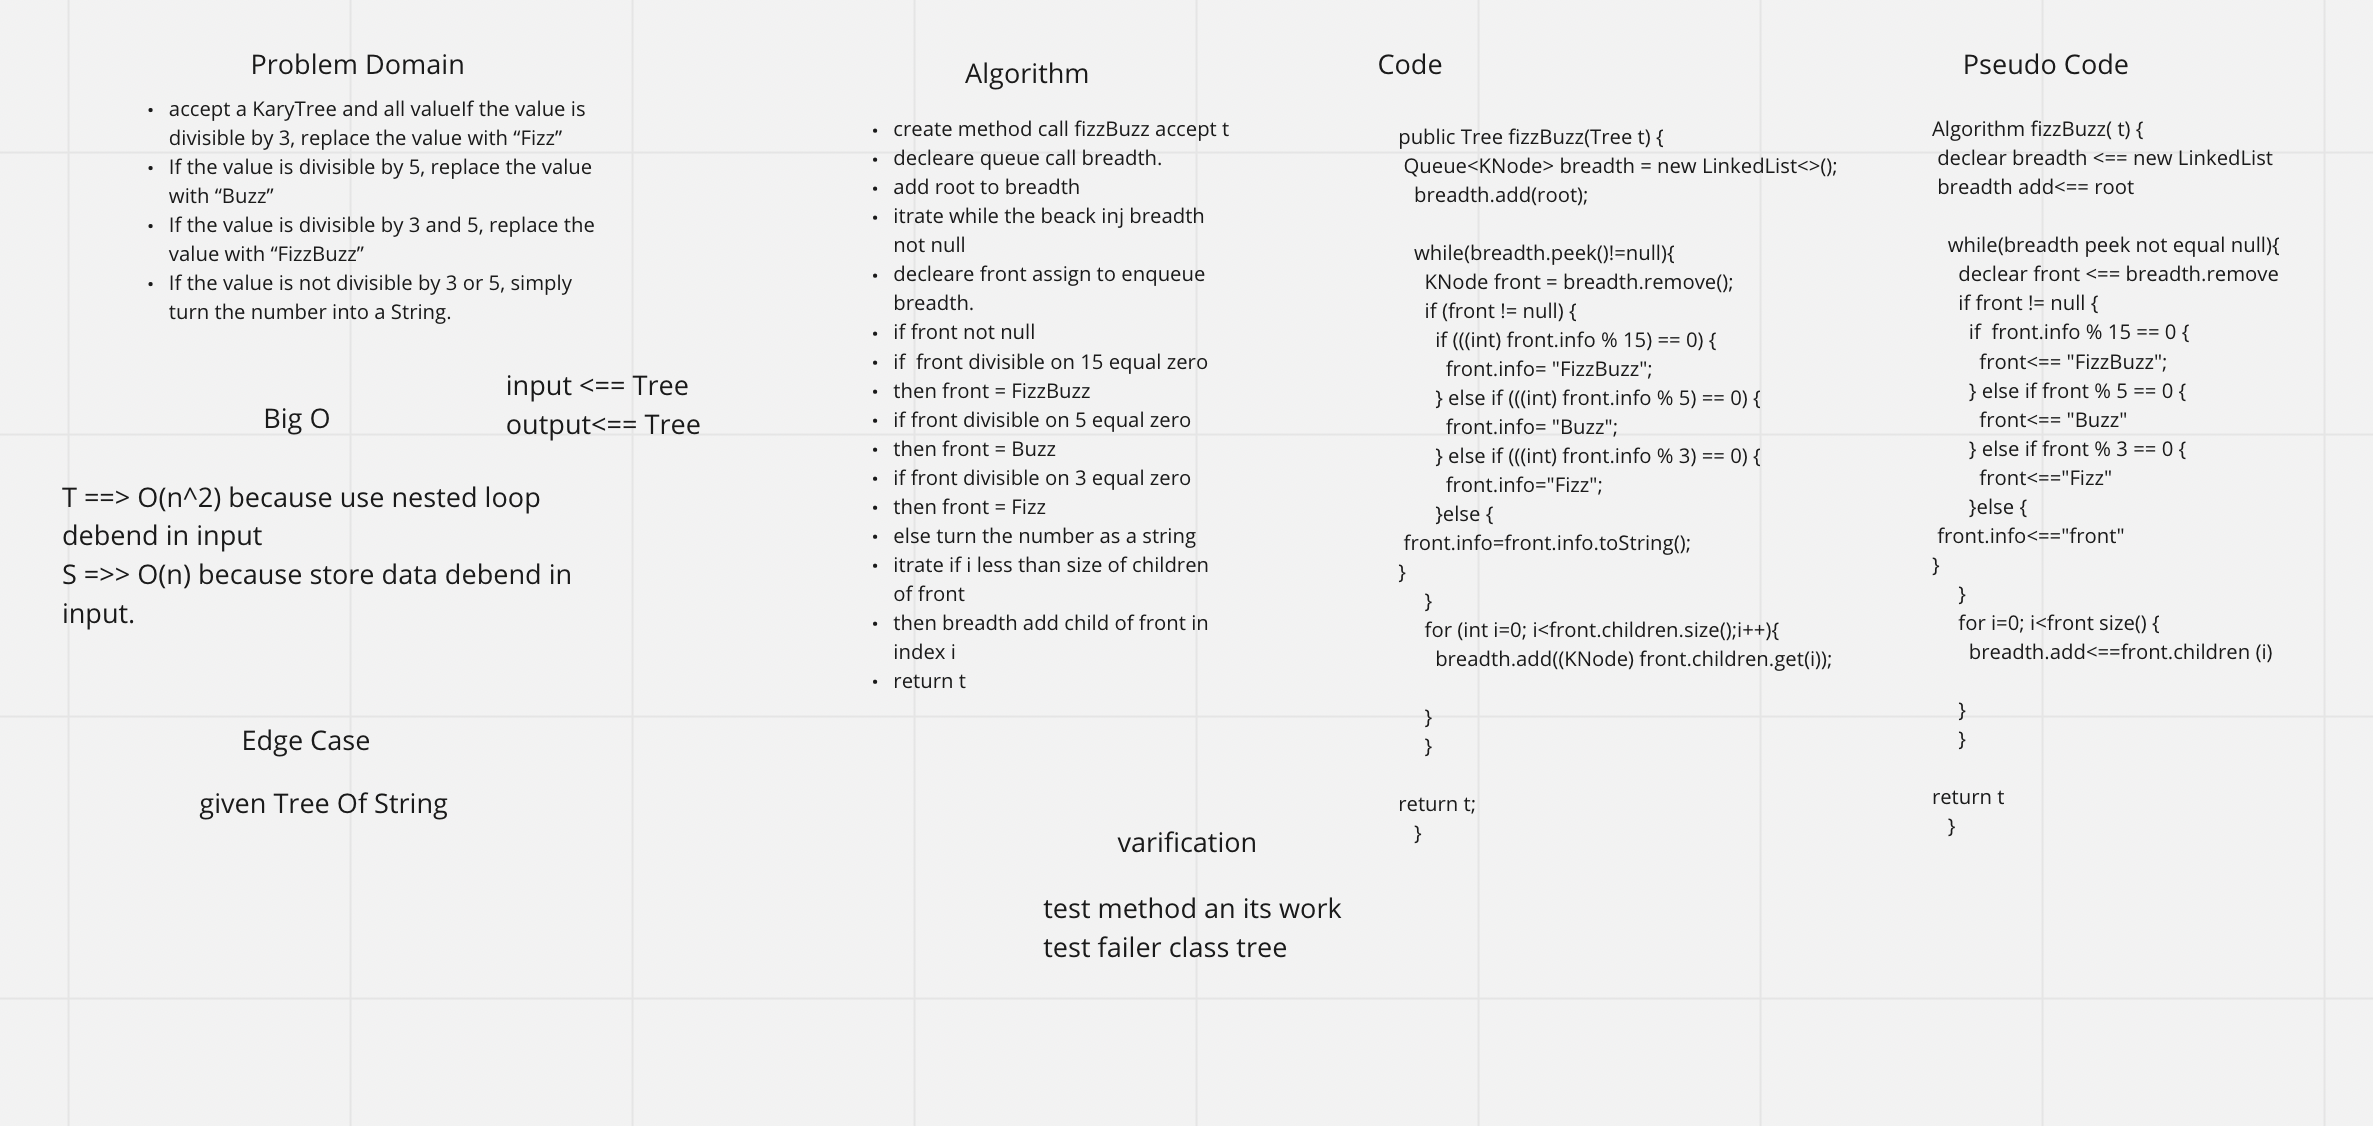 Problem Domain
• accept a KaryTree and all valueIf the value is
divisible by 3, replace the value with “Fizz”
• If the value is divisible by 5, replace the value
with “Buzz”
• If the value is divisible by 3 and 5, replace the
value with “FizzBuzz”
• If the value is not divisible by 3 or 5, simply
turn the number into a String.
input <== Tree
output<== Tree
Big O
T ==> O(n^2) because use nested loop
debend in input
S =>> O(n) because store data debend in
input.
Edge Case
given Tree Of String
Algorithm
• create method call fizzBuzz accept t
• decleare queue call breadth.
• add root to breadth
• itrate while the beack inj breadth
not null
• decleare front assign to enqueue
breadth.
• if front not null
• if  front divisible on 15 equal zero
• then front = FizzBuzz
• if front divisible on 5 equal zero
• then front = Buzz
• if front divisible on 3 equal zero
• then front = Fizz
• else turn the number as a string
• itrate if i less than size of children
of front
• then breadth add child of front in
index i
• return t
varification
test method an its work
test failer class tree
Code
public Tree fizzBuzz(Tree t) {
Queue<KNode> breadth = new LinkedList<>();
breadth.add(root);
while(breadth.peek()!=null){
KNode front = breadth.remove();
if (front != null) {
if (((int) front.info % 15) == 0) {
front.info= "FizzBuzz";
} else if (((int) front.info % 5) == 0) {
front.info= "Buzz";
} else if (((int) front.info % 3) == 0) {
front.info="Fizz";
}else {
front.info=front.info.toString();
}
}
for (int i=0; i<front.children.size();i++){
breadth.add((KNode) front.children.get(i));
}
}
return t;
}
Pseudo Code
Algorithm fizzBuzz( t) {
declear breadth <== new LinkedList
breadth add<== root
while(breadth peek not equal null){
declear front <== breadth.remove
if front != null {
if  front.info % 15 == 0 {
front<== "FizzBuzz";
} else if front % 5 == 0 {
front<== "Buzz"
} else if front % 3 == 0 {
front<=="Fizz"
}else {
front.info<=="front"
}
}
for i=0; i<front size() {
breadth.add<==front.children (i)
}
}
return t
}